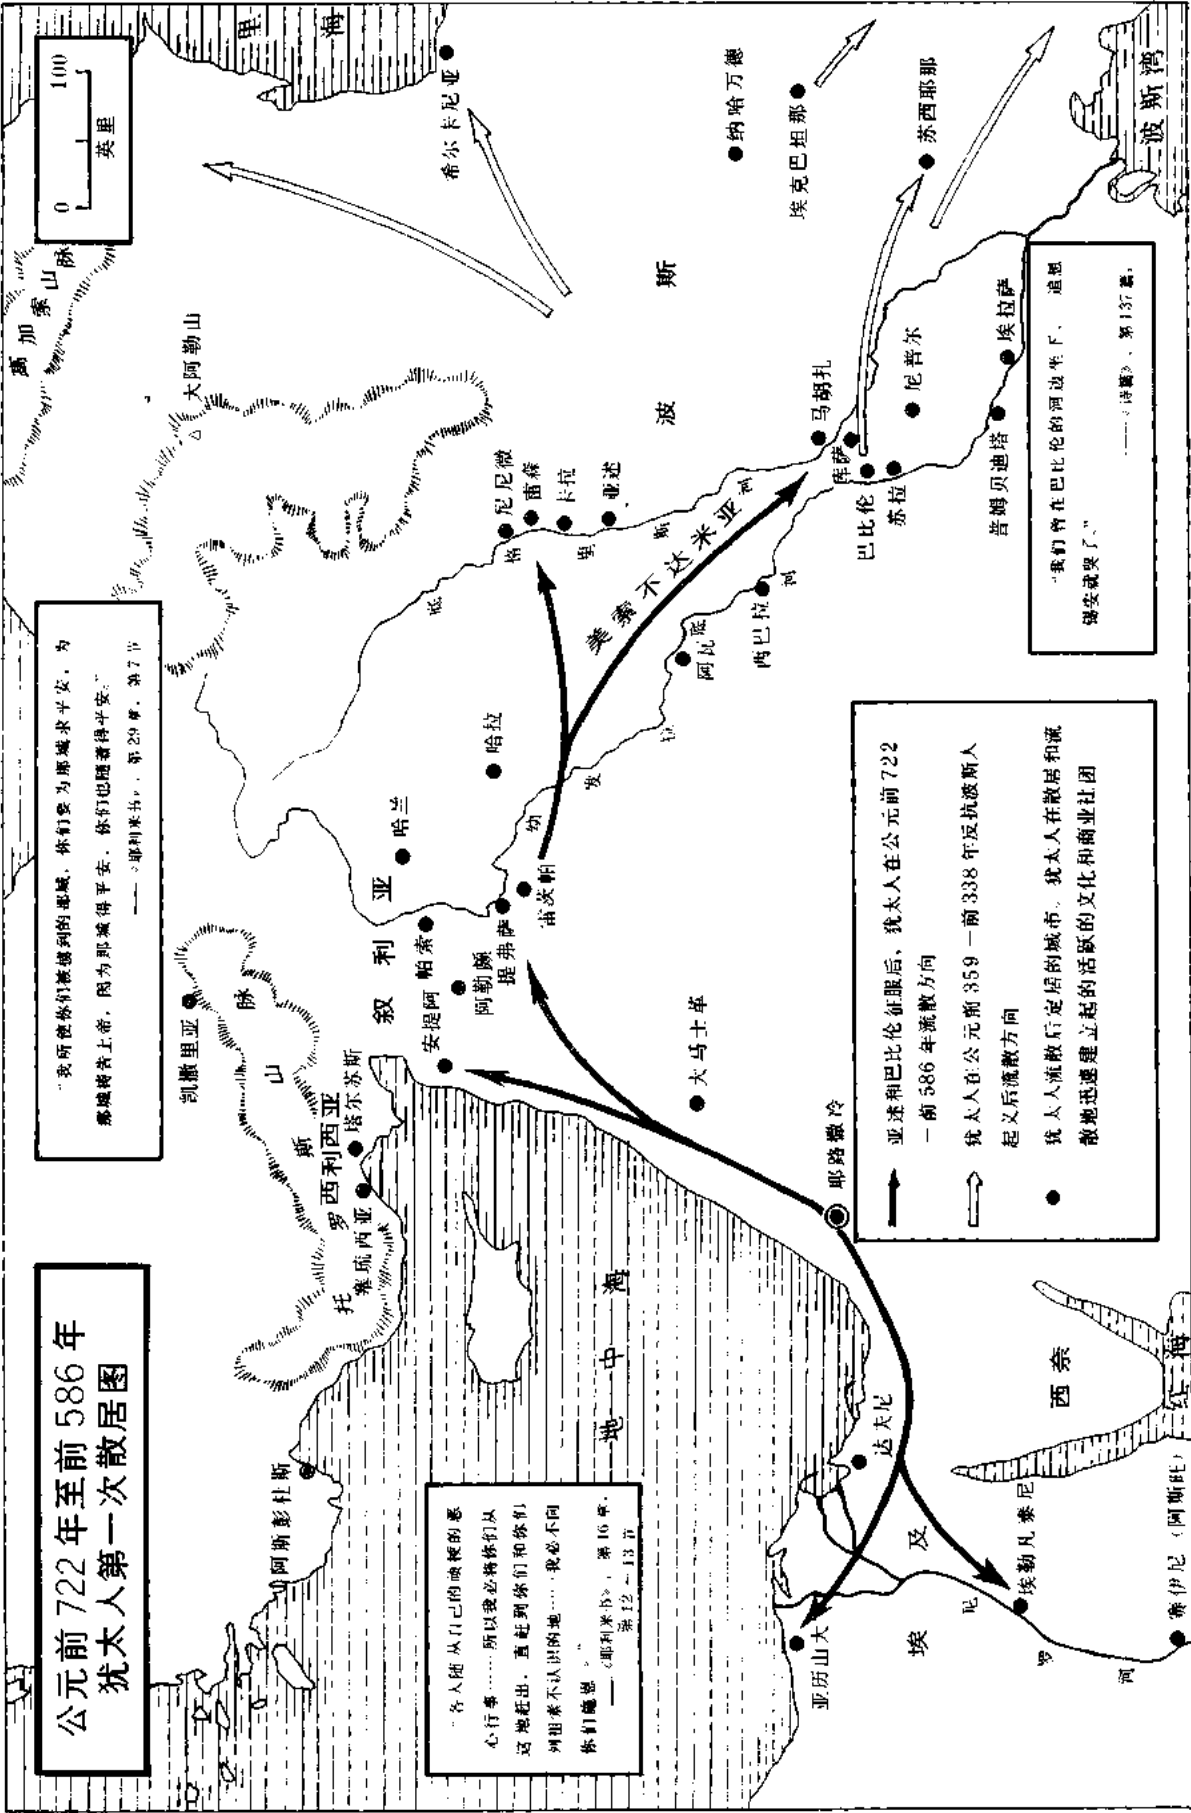 公元前722年至前586年
犹太人第一次散居图
“我所使你们被掳到的那城，你们要为那城求平安，为
那城祷告上帝，因为那城得平安，你们也随着得平安。”
——《耶利米书》，第29章，第7节
0 100
英里
高加索山脉
里海
大阿勒山
希尔卡尼亚
凯撒里亚
托罗斯山脉
阿斯彭杜斯
塞琉西亚
西利西亚
塔尔苏斯
叙利亚
安提阿
帕索
阿勒颇
提弗萨
雷茨帕
哈兰
哈拉
尼尼微
雷森
卡拉
亚述
底格里斯河
幼发拉底河
美索不达米亚
波斯
纳哈万德
埃克巴坦那
苏西耶那
马胡扎
库萨
巴比伦
苏拉
尼普尔
阿瓦
西巴拉
普姆贝迪塔
埃拉萨
波斯湾
大马士革
耶路撒冷
地中海
“各人随从自己的顽梗的恶
心行事……所以我必将你们从
这地赶出，直赶到你们和你们
列祖素不认识的地……我必不向
你们施恩。”
——《耶利米书》，第16章，
第12—13节
亚历山大
达夫尼
埃及
尼罗河
埃勒凡泰尼
赛伊尼（阿斯旺）
西奈
红海
亚述和巴比伦征服后，犹太人在公元前722
—前586年流散方向
犹太人在公元前359—前338年反抗波斯人
起义后流散方向
犹太人流散后定居的城市。犹太人在散居和流
散地迅速建立起的活跃的文化和商业社团
“我们曾在巴比伦的河边坐下，追想
锡安就哭了。”
——《诗篇》，第137篇。